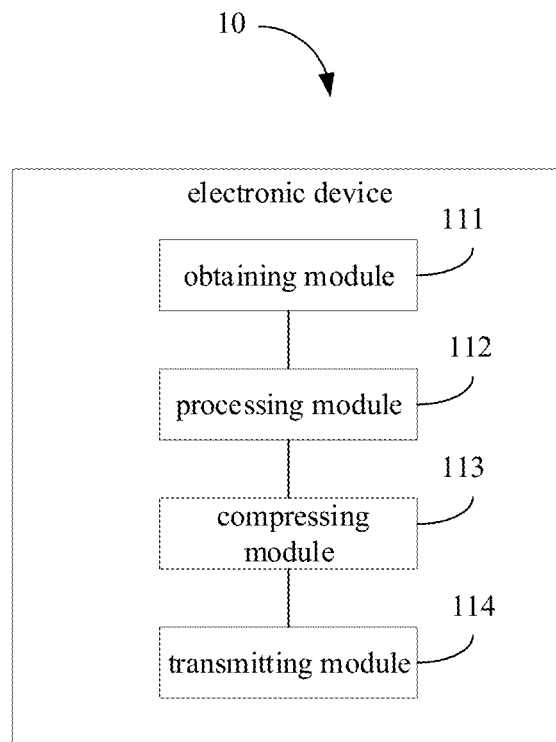 10
electronic device
111
obtaining module
112
processing module
113
compressing
module
114
transmitting module